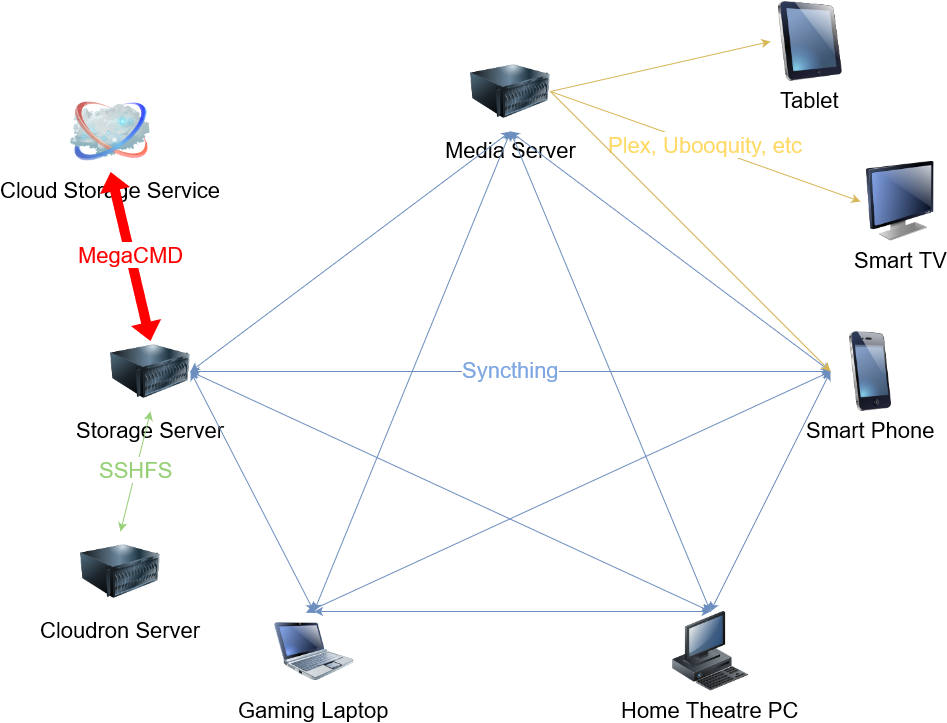 Tablet
Media Server
Plex, Ubooquity, etc
Cloud Storage Service
MegaCMD
Smart TV
Syncthing
Storage Server
Smart Phone
SSHFS
Cloudron Server
Gaming Laptop
Home Theatre PC